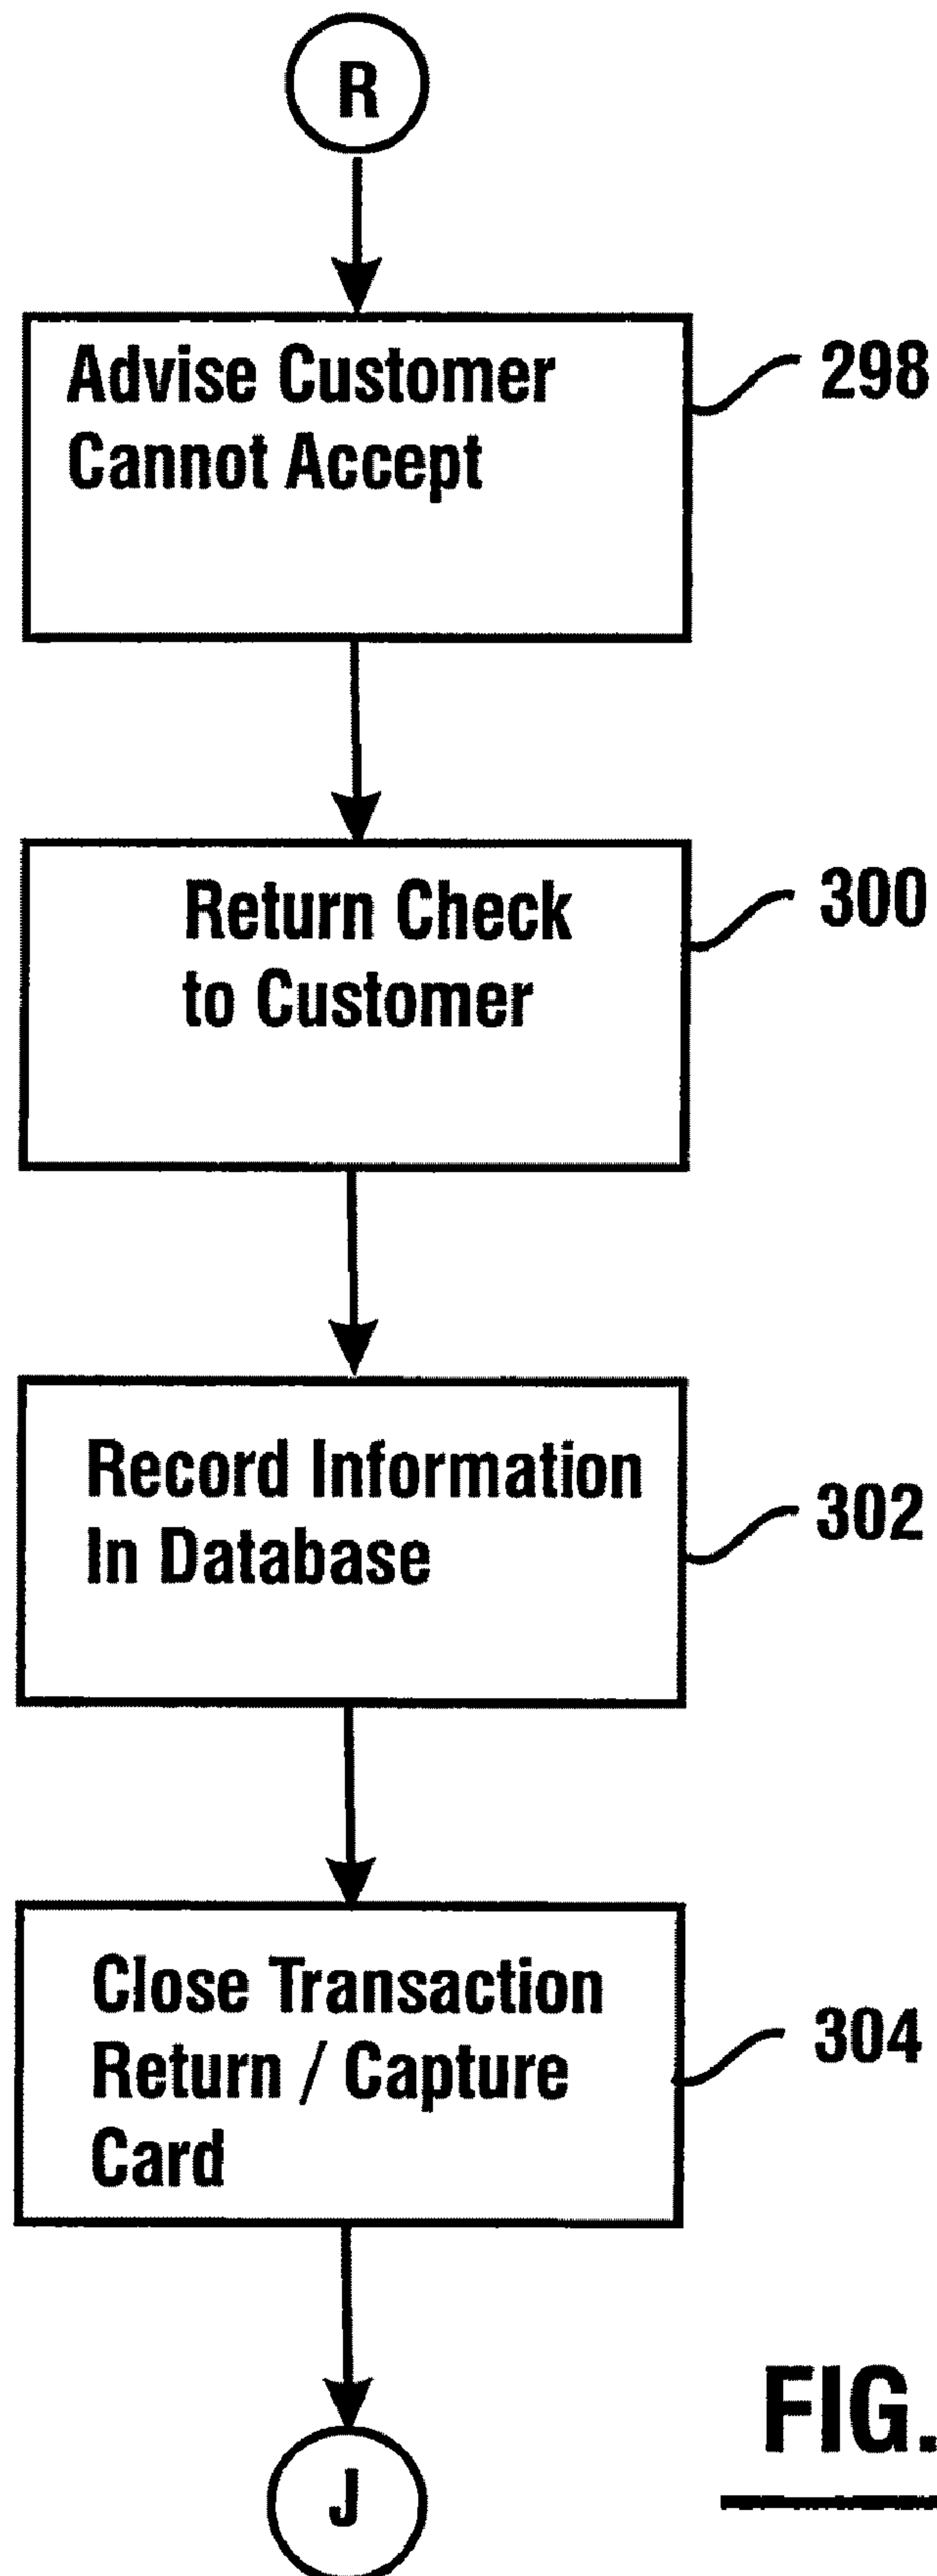 R
Advise Customer
Cannot Accept
298
Return Check
to Customer
300
Record Information
In Database
302
Close Transaction
Return / Capture
Card
304
FIG.
J